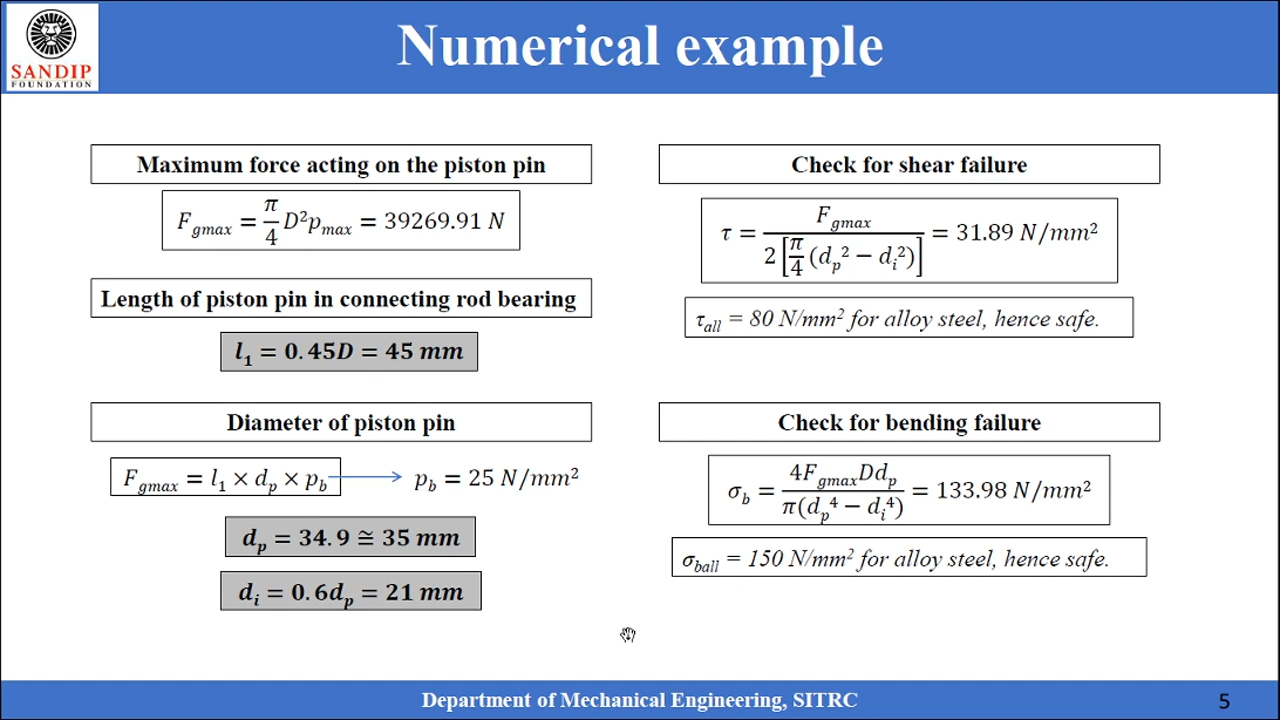 SANDIP
FOUNDATION
Numerical example
Maximum force acting on the piston pin
F_gmax = π/4 D²p_max = 39269.91 N
Length of piston pin in connecting rod bearing
l₁ = 0.45D = 45 mm
Diameter of piston pin
F_gmax = l₁ × d_p × p_b → p_b = 25 N/mm²
d_p = 34.9 ≅ 35 mm
d_i = 0.6d_p = 21 mm
Check for shear failure
τ = F_gmax / 2[π/4 (d_p² − d_i²)] = 31.89 N/mm²
τ_all = 80 N/mm² for alloy steel, hence safe.
Check for bending failure
σ_b = 4F_gmax Dd_p / π(d_p⁴ − d_i⁴) = 133.98 N/mm²
σ_ball = 150 N/mm² for alloy steel, hence safe.
Department of Mechanical Engineering, SITRC
5